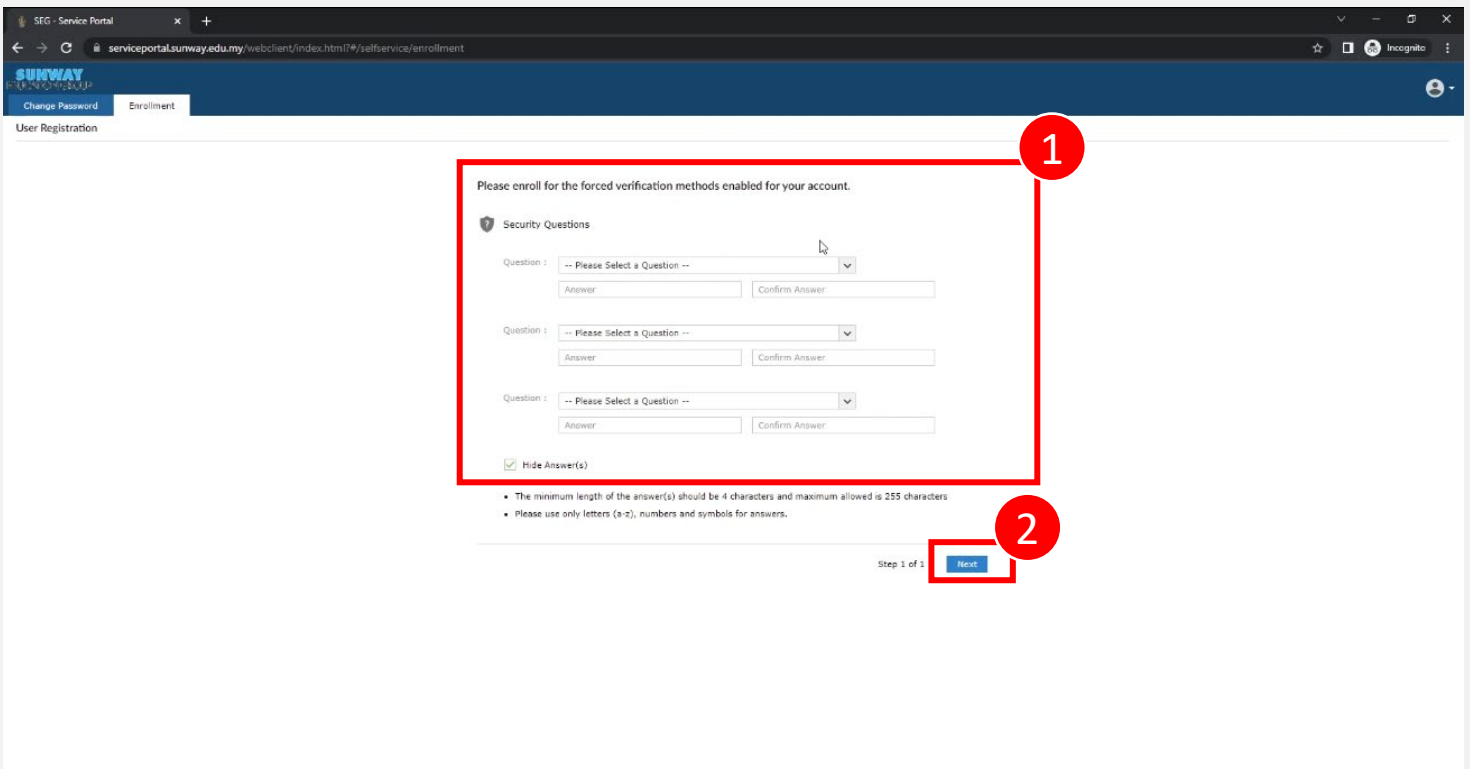 SEG - Service Portal
serviceportal.sunway.edu.my/webclient/index.html?#/selfservice/enrollment
Incognito
SUNWAY
Change Password Enrollment
User Registration
1
Please enroll for the forced verification methods enabled for your account.
Security Questions
Question : -- Please Select a Question --
Answer Confirm Answer
Question : -- Please Select a Question --
Answer Confirm Answer
Question : -- Please Select a Question --
Answer Confirm Answer
Hide Answer(s)
• The minimum length of the answer(s) should be 4 characters and maximum allowed is 255 characters
• Please use only letters (a-z), numbers and symbols for answers.
2
Step 1 of 1 Next